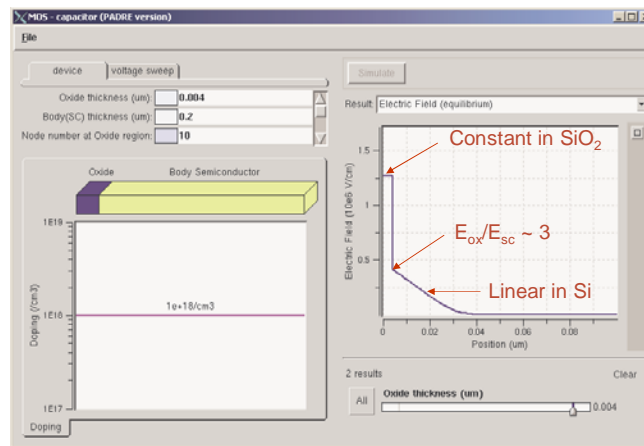 MOS - capacitor (PADRE version)
File
device
voltage sweep
Oxide thickness (um): 0.004
Body(SC) thickness (um): 0.2
Node number at Oxide region: 10
Oxide
Body Semiconductor
1E19
1E18
1E17
Doping (/cm3)
1e+18/cm3
Doping
Simulate
Result: Electric Field (equilibrium)
1.5
1
0.5
Electric Field (10e6 V/cm)
Constant in SiO2
Eox/Esc ~ 3
Linear in Si
0 0.02 0.04 0.06 0.08
Position (um)
2 results
Clear
All
Oxide thickness (um)
0.004